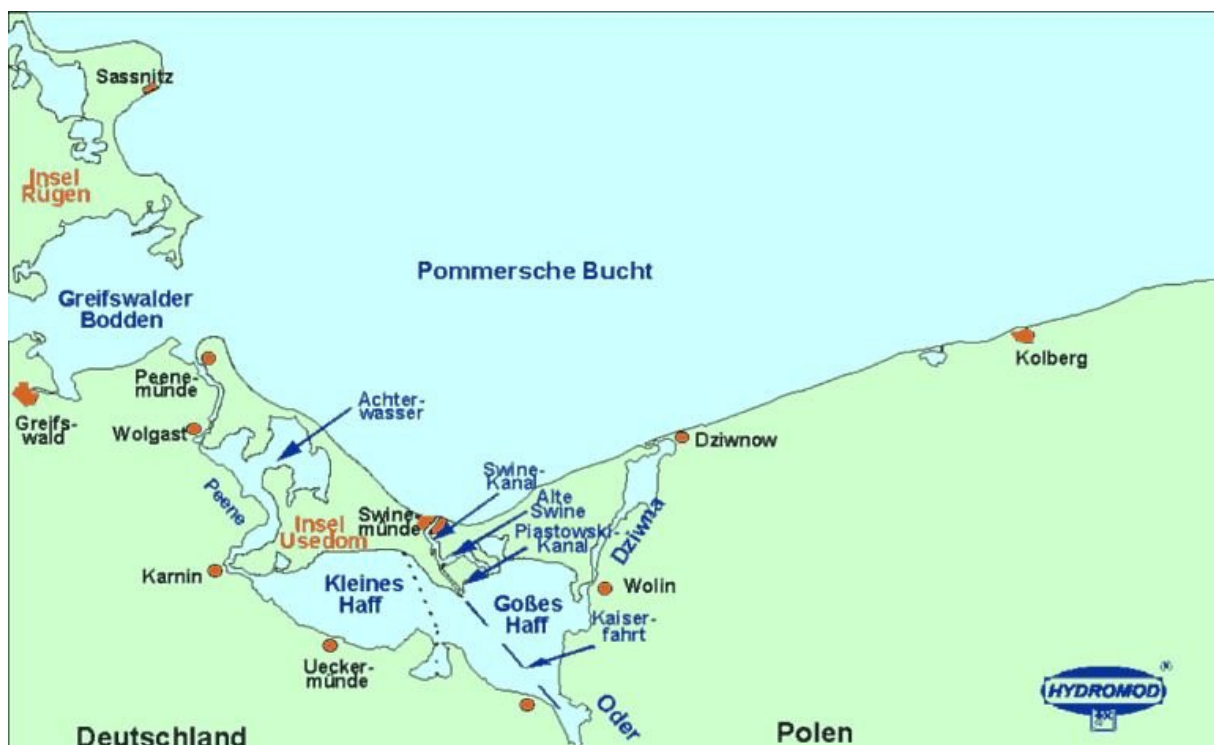 Sassnitz
Insel
Rügen
Pommersche Bucht
Greifswalder
Bodden
Kolberg
Peene-
münde
Achter-
wasser
Greifs-
wald
Wolgast
Dziwnow
Swine-
Kanal
Peene
Alte
Swine
Swine-
münde
Insel
Usedom
Piastowski-
Kanal
Dziwna
Karnin
Kleines
Haff
Goßes
Haff
Wolin
Kaiser-
fahrt
Uecker-
münde
Oder
HYDROMOD
®
Deutschland
Polen